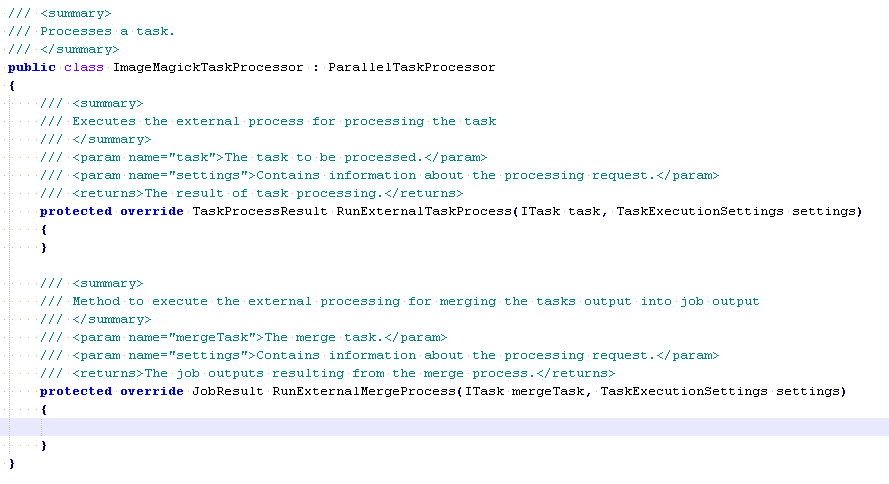 /// <summary>
/// Processes a task.
/// </summary>
public class ImageMagickTaskProcessor : ParallelTaskProcessor
{
    /// <summary>
    /// Executes the external process for processing the task
    /// </summary>
    /// <param name="task">The task to be processed.</param>
    /// <param name="settings">Contains information about the processing request.</param>
    /// <returns>The result of task processing.</returns>
    protected override TaskProcessResult RunExternalTaskProcess(ITask task, TaskExecutionSettings settings)
    {
    }

    /// <summary>
    /// Method to execute the external processing for merging the tasks output into job output
    /// </summary>
    /// <param name="mergeTask">The merge task.</param>
    /// <param name="settings">Contains information about the processing request.</param>
    /// <returns>The job outputs resulting from the merge process.</returns>
    protected override JobResult RunExternalMergeProcess(ITask mergeTask, TaskExecutionSettings settings)
    {

    }
}